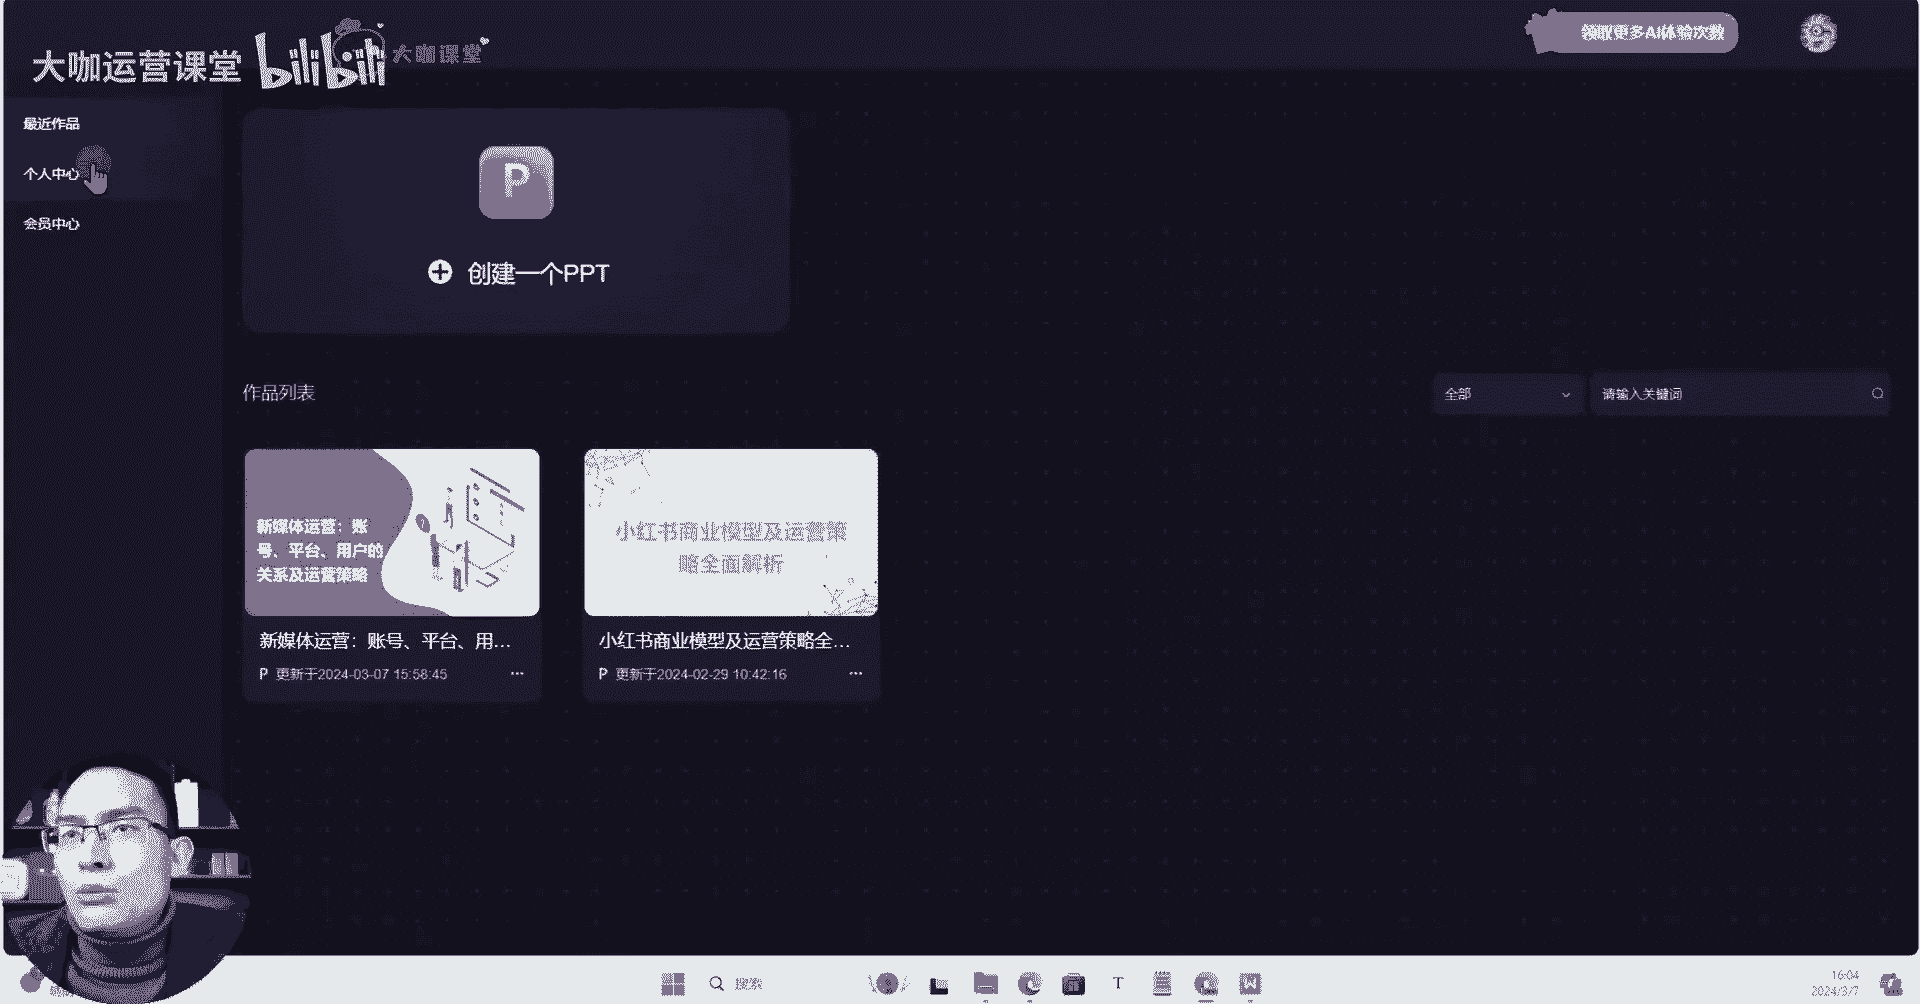 大咖运营课堂
bilibili
大咖课堂
领取更多AI体验次数
最近作品
个人中心
会员中心
P
创建一个PPT
作品列表
全部
请输入关键词
新媒体运营：账
号、平台、用户的
关系及运营策略
小红书商业模型及运营策
略全面解析
新媒体运营：账号、平台、用...
P 更新于2024-03-07 15:58:45
小红书商业模型及运营策略全...
P 更新于2024-02-29 10:42:16
搜索
T
W
16:04
2024/3/7